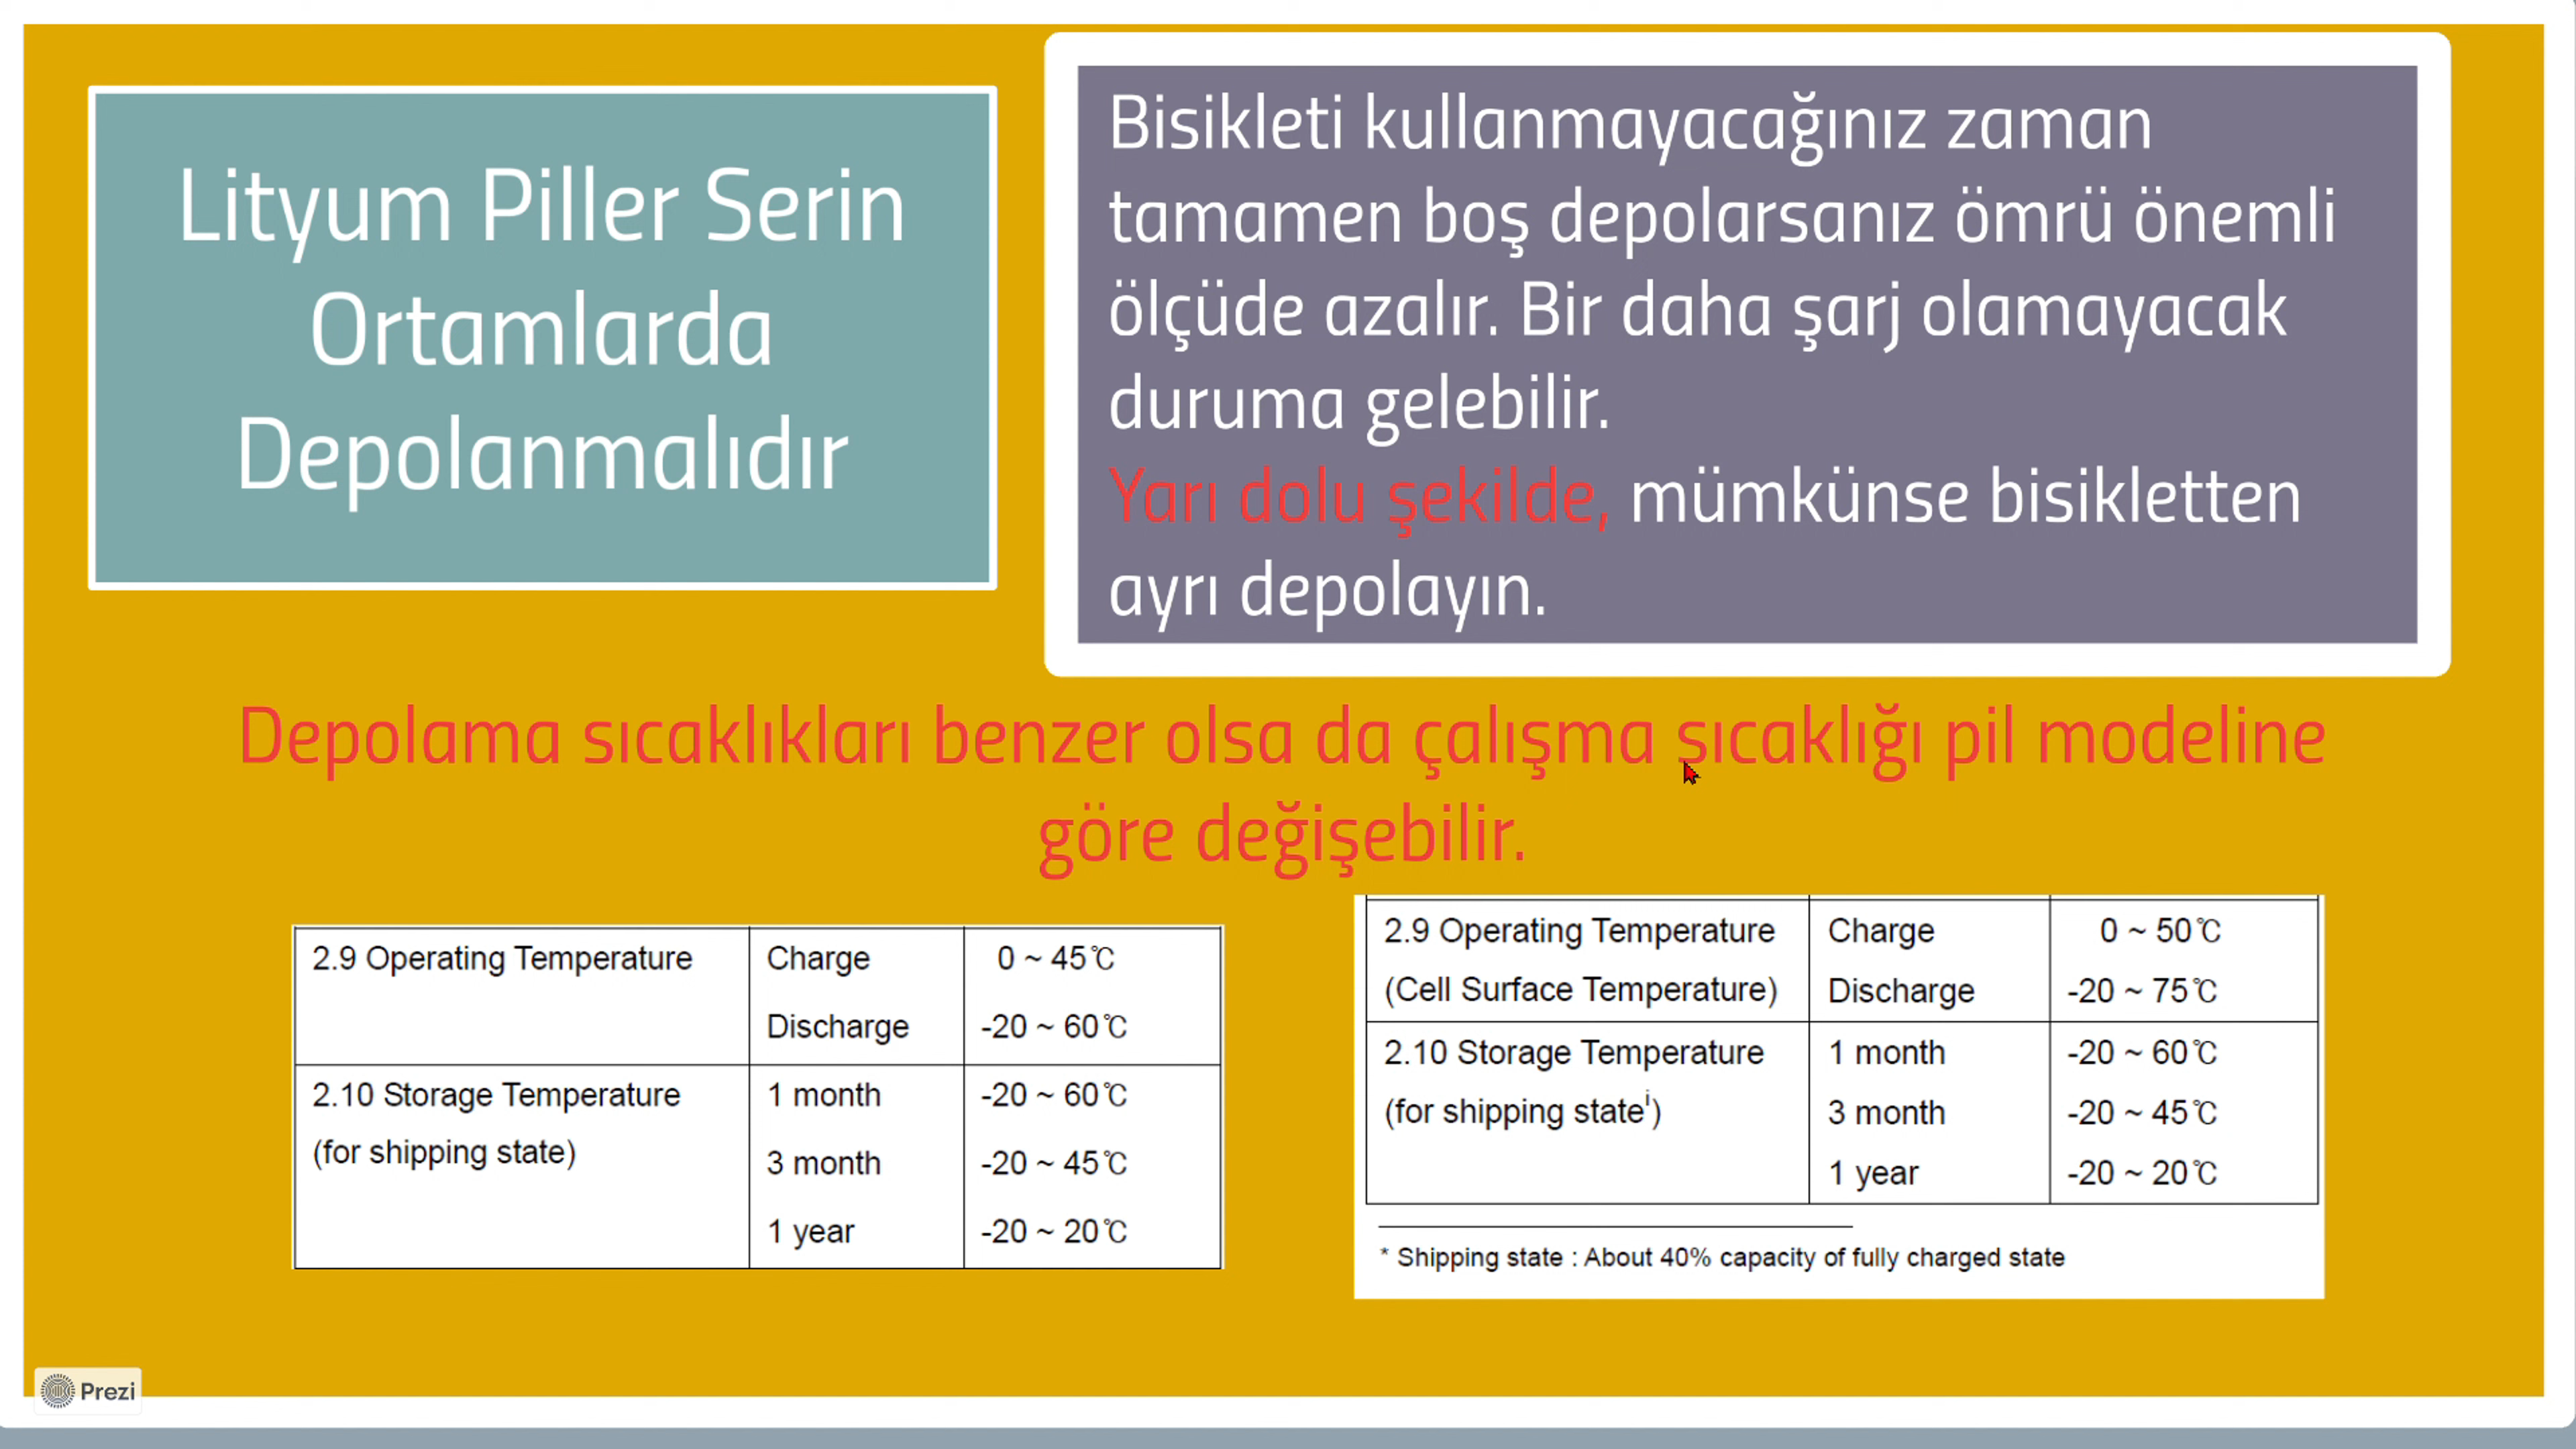 Lityum Piller Serin
Ortamlarda
Depolanmalıdır
Bisikleti kullanmayacağınız zaman
tamamen boş depolarsanız ömrü önemli
ölçüde azalır. Bir daha şarj olamayacak
duruma gelebilir.
Yarı dolu şekilde, mümkünse bisikletten
ayrı depolayın.
Depolama sıcaklıkları benzer olsa da çalışma sıcaklığı pil modeline
göre değişebilir.
2.9 Operating Temperature Charge 0 ~ 45℃
Discharge -20 ~ 60℃
2.10 Storage Temperature 1 month -20 ~ 60℃
(for shipping state) 3 month -20 ~ 45℃
1 year -20 ~ 20℃
2.9 Operating Temperature Charge 0 ~ 50℃
(Cell Surface Temperature) Discharge -20 ~ 75℃
2.10 Storage Temperature 1 month -20 ~ 60℃
(for shipping stateⁱ) 3 month -20 ~ 45℃
1 year -20 ~ 20℃
* Shipping state : About 40% capacity of fully charged state
Prezi